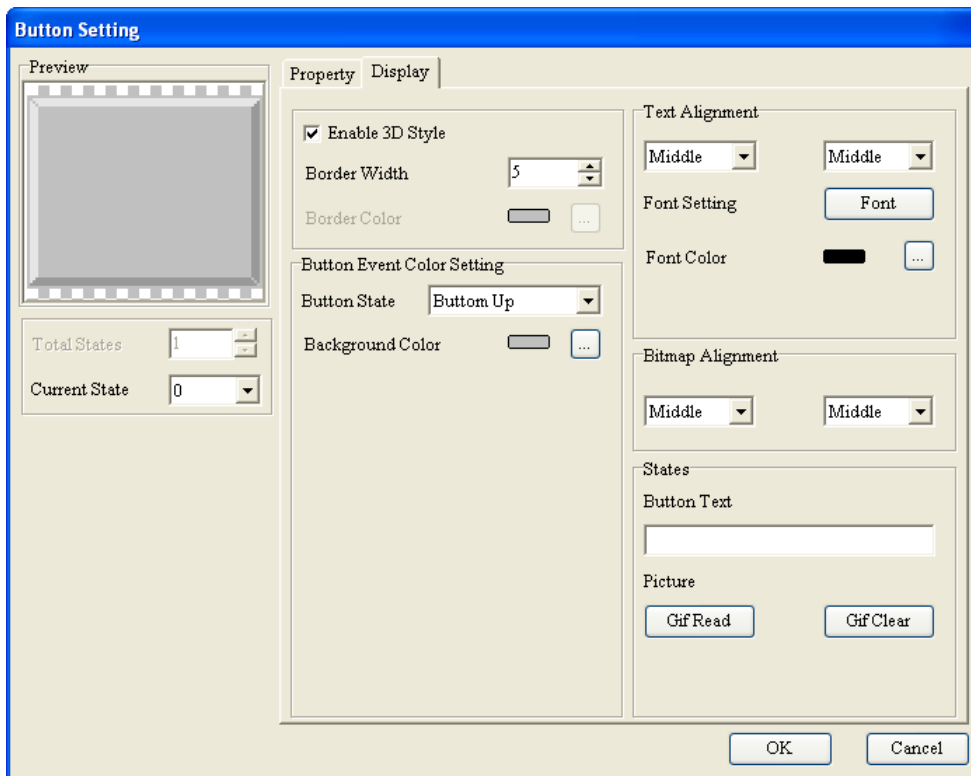 Button Setting
Preview
Total States 1
Current State 0
Property Display
Enable 3D Style
Border Width 5
Border Color ...
Button Event Color Setting
Button State Buttom Up
Background Color ...
Text Alignment
Middle Middle
Font Setting Font
Font Color ...
Bitmap Alignment
Middle Middle
States
Button Text
Picture
Gif Read Gif Clear
OK Cancel